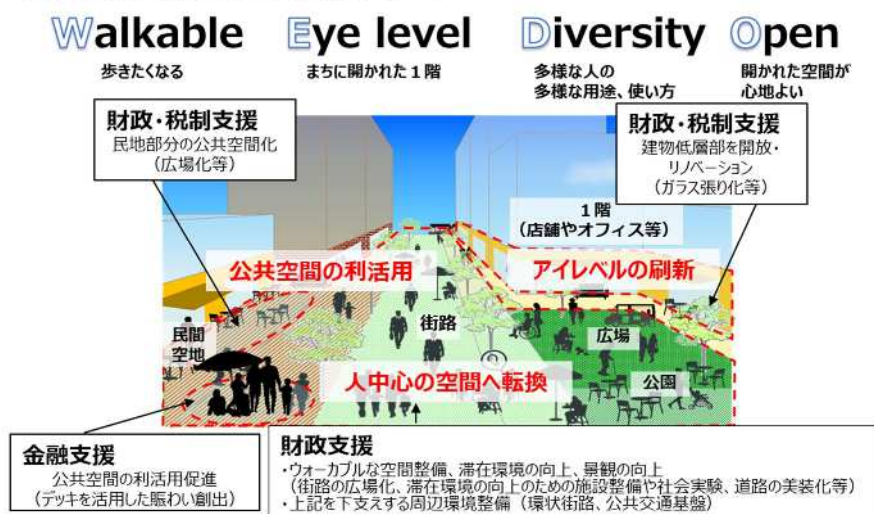 Walkable Eye level Diversity Open
歩きたくなる
まちに開かれた１階
多様な人の
多様な用途、使い方
開かれた空間が
心地よい
財政・税制支援
民地部分の公共空間化
（広場化等）
財政・税制支援
建物低層部を開放・
リノベーション
（ガラス張り化等）
１階
（店舗やオフィス等）
公共空間の利活用
アイレベルの刷新
民間
空地
街路
広場
人中心の空間へ転換
公園
金融支援
公共空間の利活用促進
（デッキを活用した賑わい創出）
財政支援
・ウォーカブルな空間整備、滞在環境の向上、景観の向上
（街路の広場化、滞在環境の向上のための施設整備や社会実験、道路の美装化等）
・上記を下支えする周辺環境整備（環状街路、公共交通基盤）